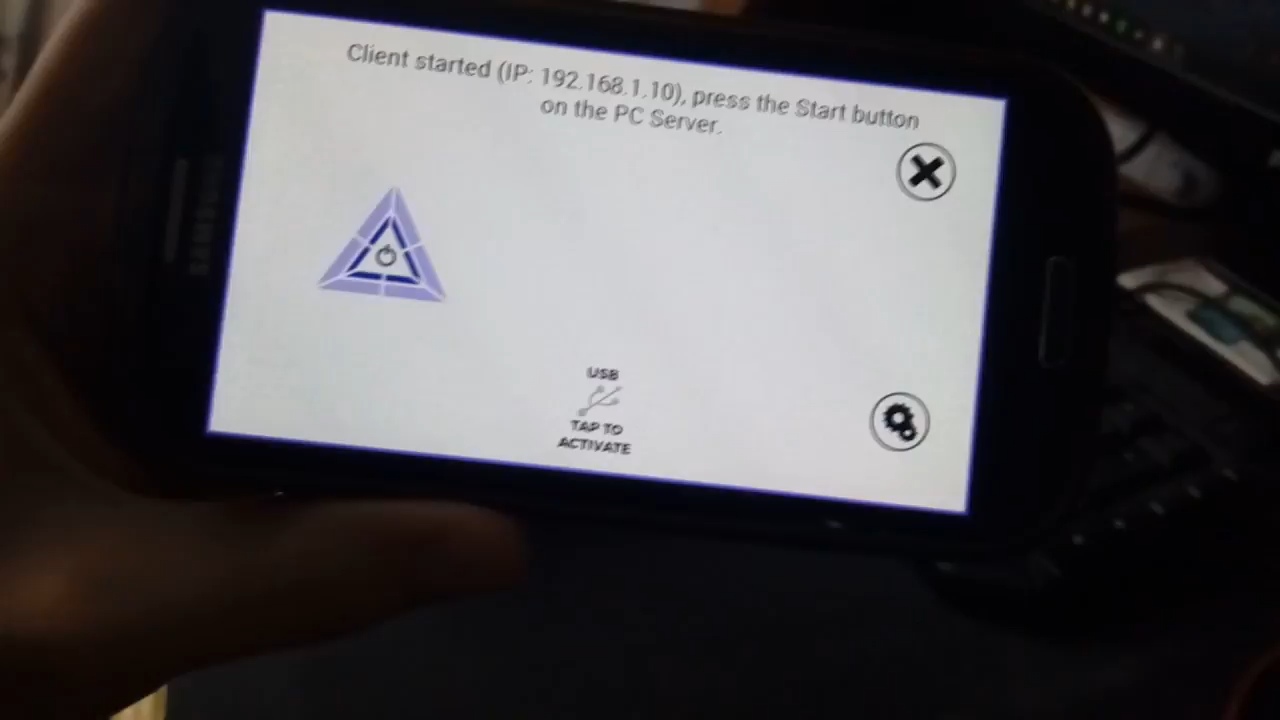 Client started (IP: 192.168.1.10), press the Start button
on the PC Server.
USB
TAP TO
ACTIVATE
SAMSUNG